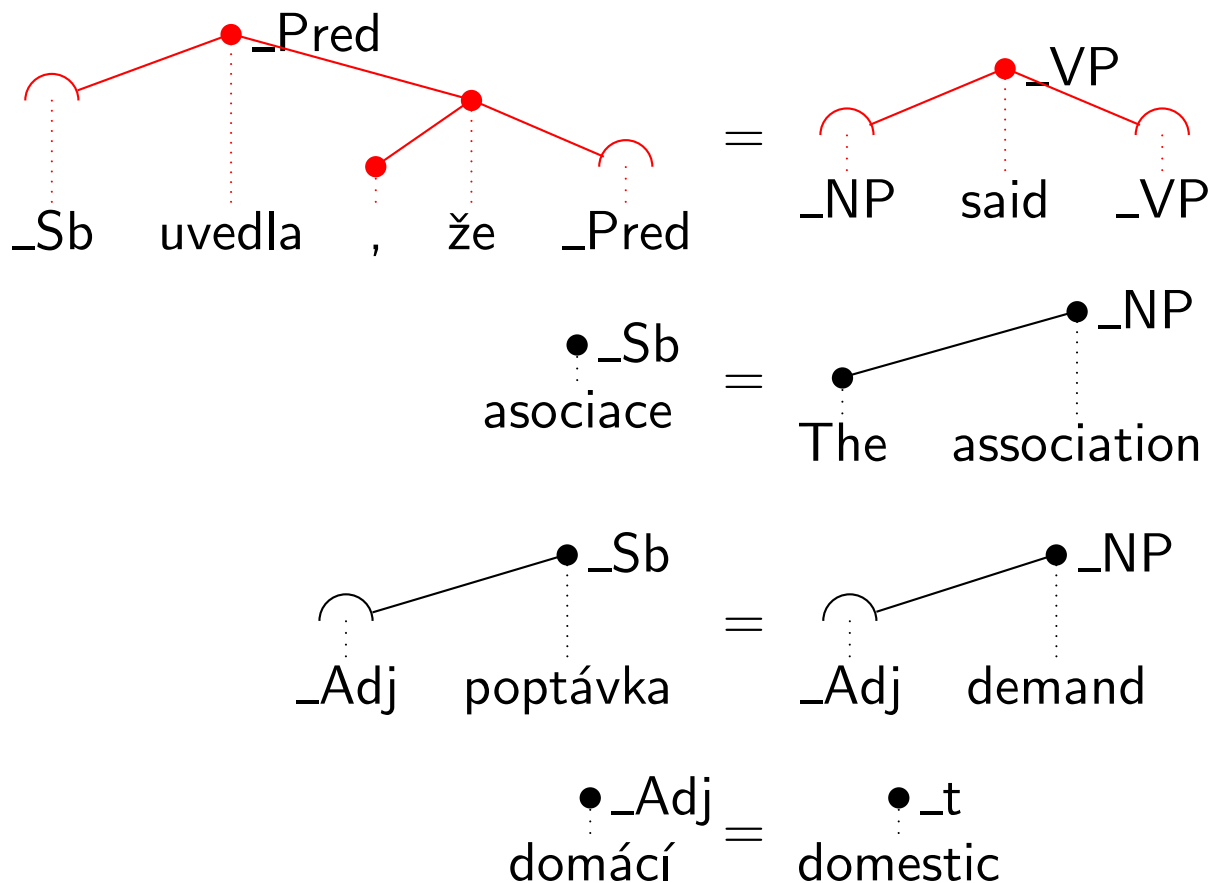 _Pred _VP
=
_Sb uvedla , že _Pred _NP said _VP
_Sb = _NP
asociace The association
_Sb = _NP
_Adj poptávka _Adj demand
_Adj = _t
domácí domestic